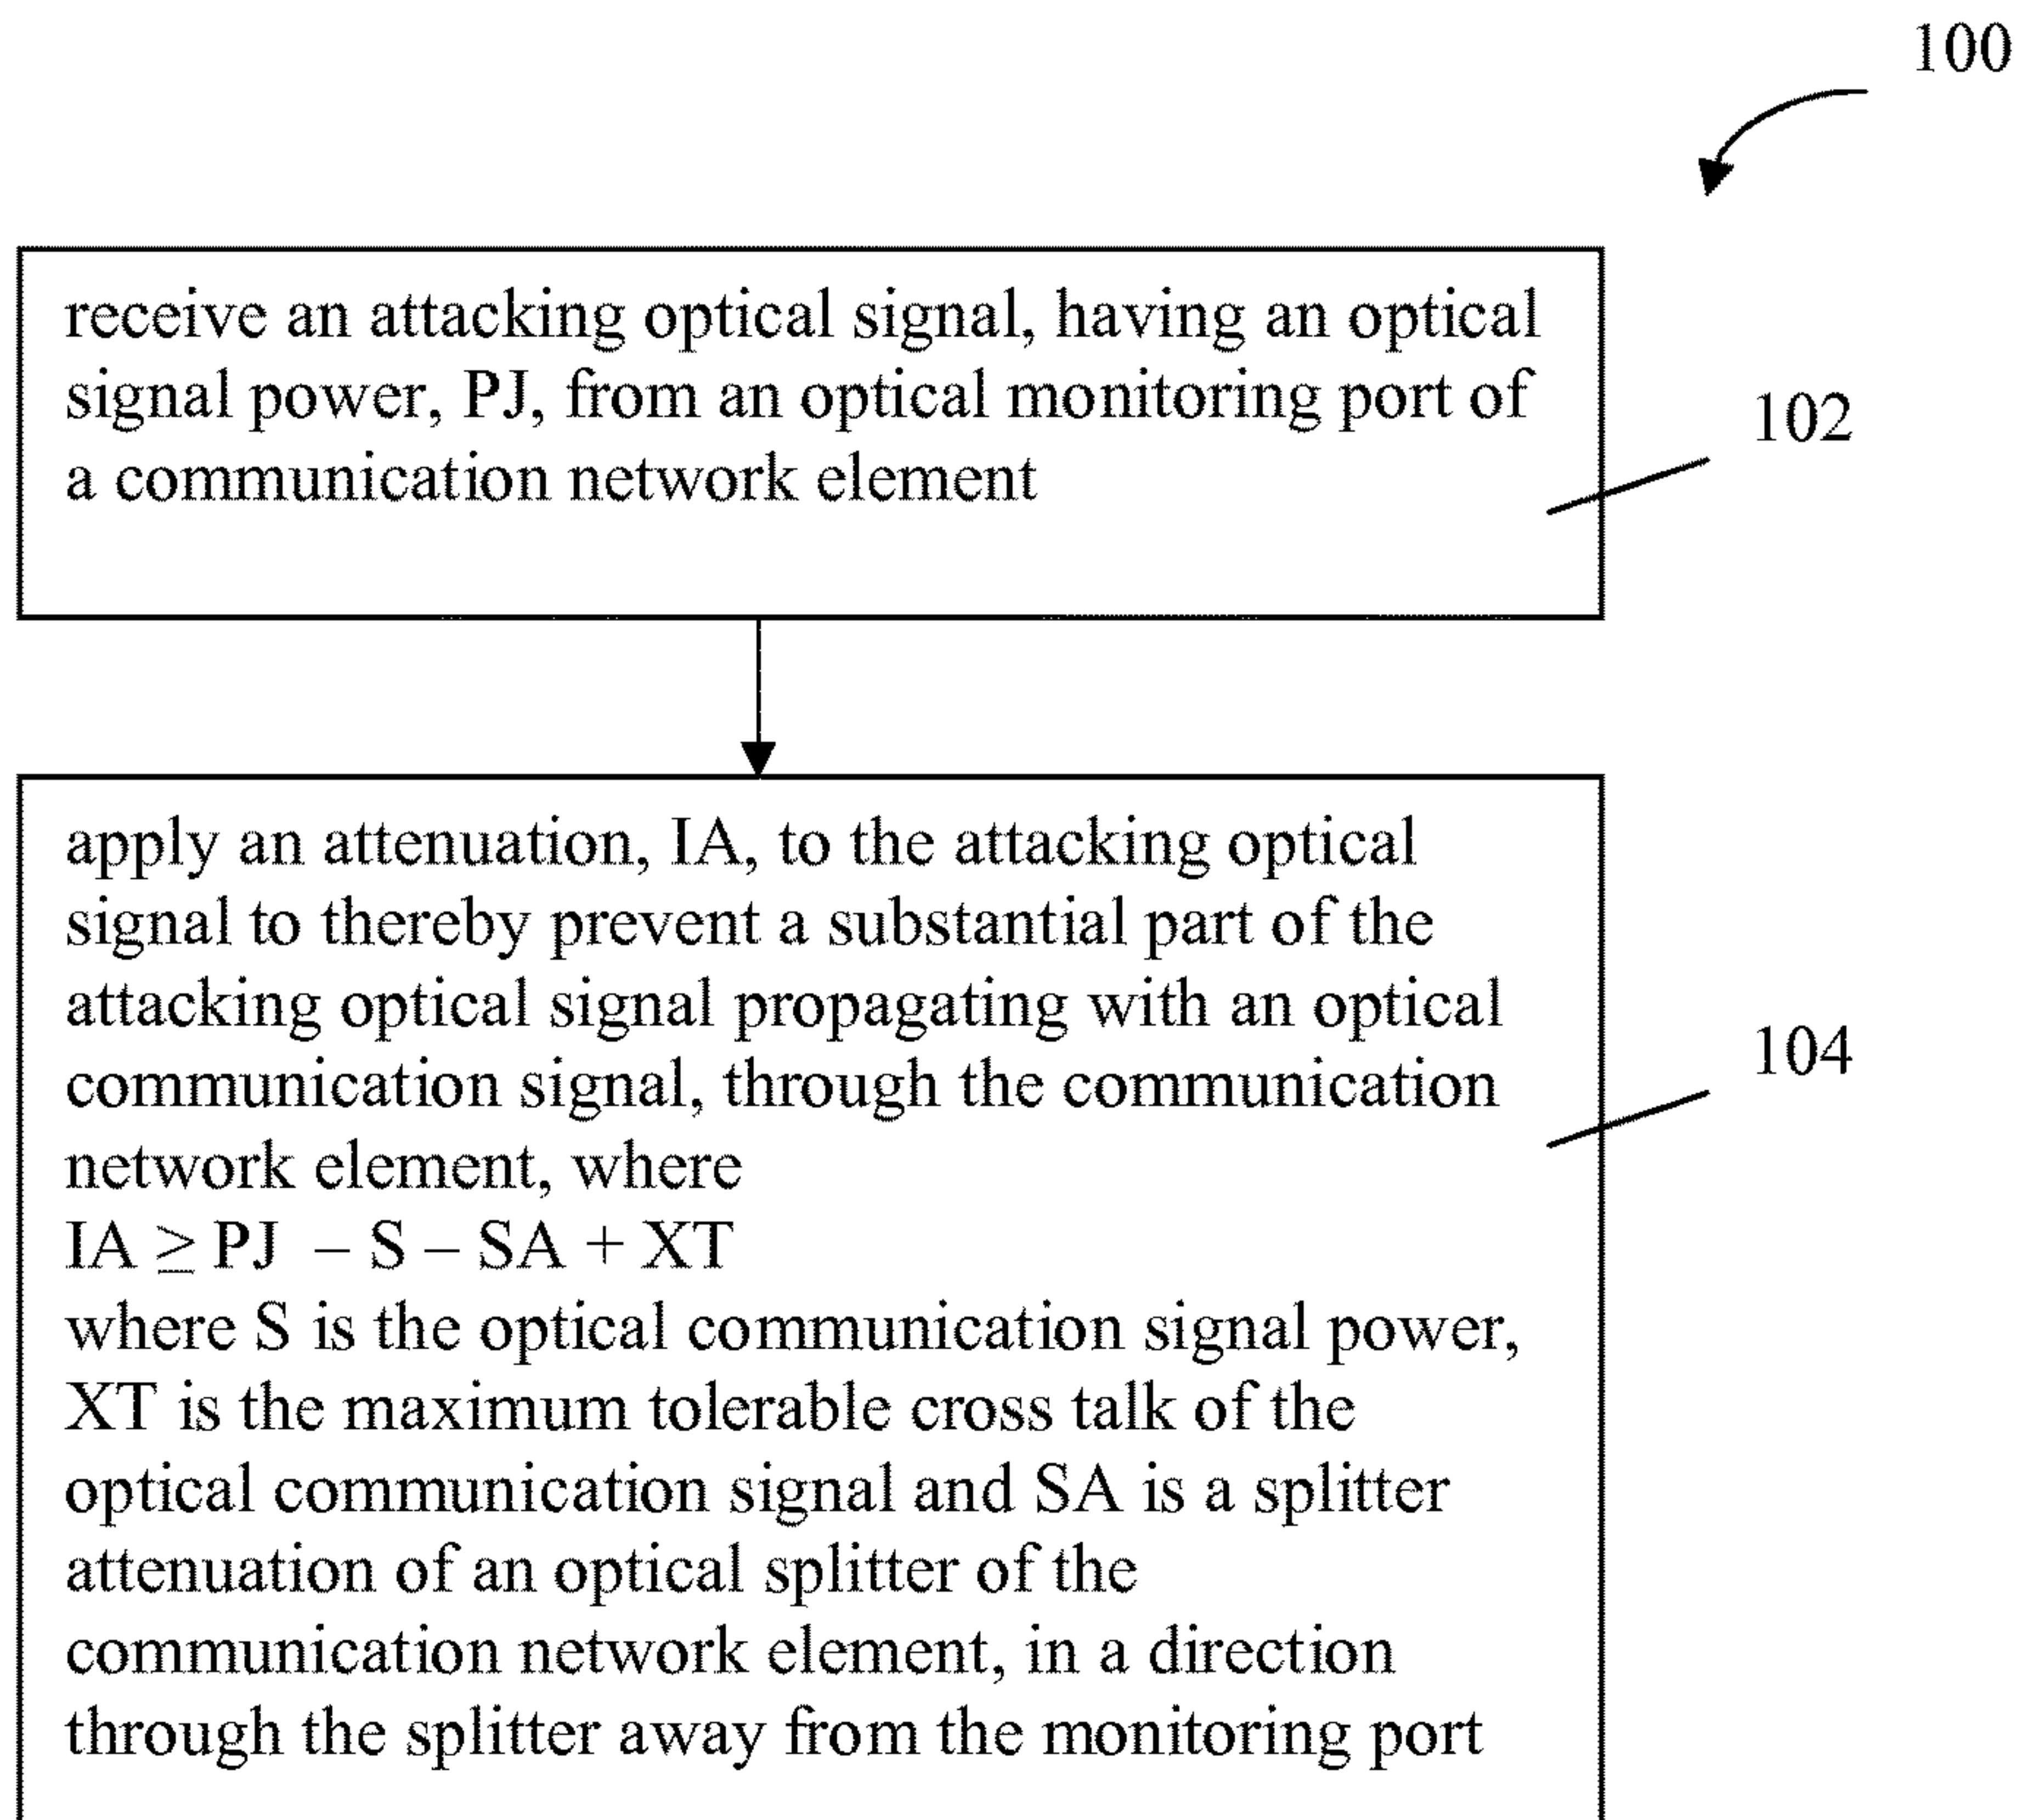 100
receive an attacking optical signal, having an optical
signal power, PJ, from an optical monitoring port of
a communication network element
102
apply an attenuation, IA, to the attacking optical
signal to thereby prevent a substantial part of the
attacking optical signal propagating with an optical
communication signal, through the communication
network element, where
IA ≥ PJ – S – SA + XT
where S is the optical communication signal power,
XT is the maximum tolerable cross talk of the
optical communication signal and SA is a splitter
attenuation of an optical splitter of the
communication network element, in a direction
through the splitter away from the monitoring port
104